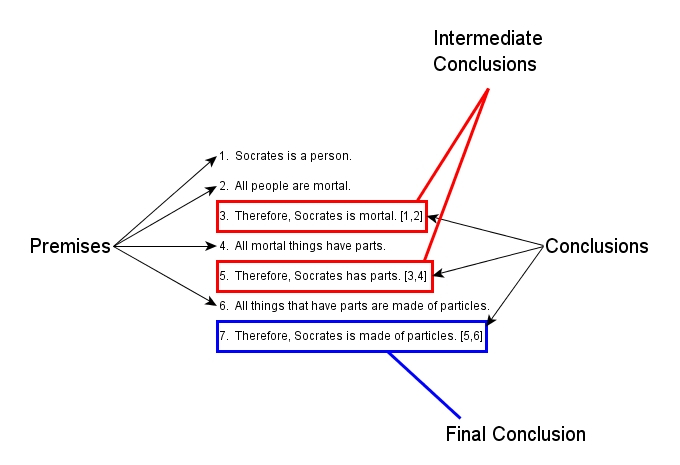 Intermediate
Conclusions
1. Socrates is a person.
2. All people are mortal.
3. Therefore, Socrates is mortal. [1,2]
Premises
4. All mortal things have parts.
Conclusions
5. Therefore, Socrates has parts. [3,4]
6. All things that have parts are made of particles.
7. Therefore, Socrates is made of particles. [5,6]
Final Conclusion